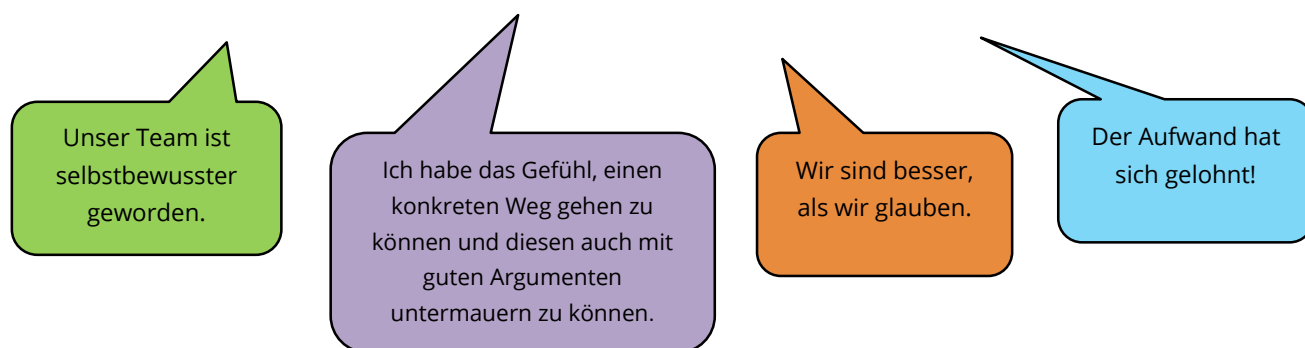 Unser Team ist
selbstbewusster
geworden.
Ich habe das Gefühl, einen
konkreten Weg gehen zu
können und diesen auch mit
guten Argumenten
untermauern zu können.
Wir sind besser,
als wir glauben.
Der Aufwand hat
sich gelohnt!